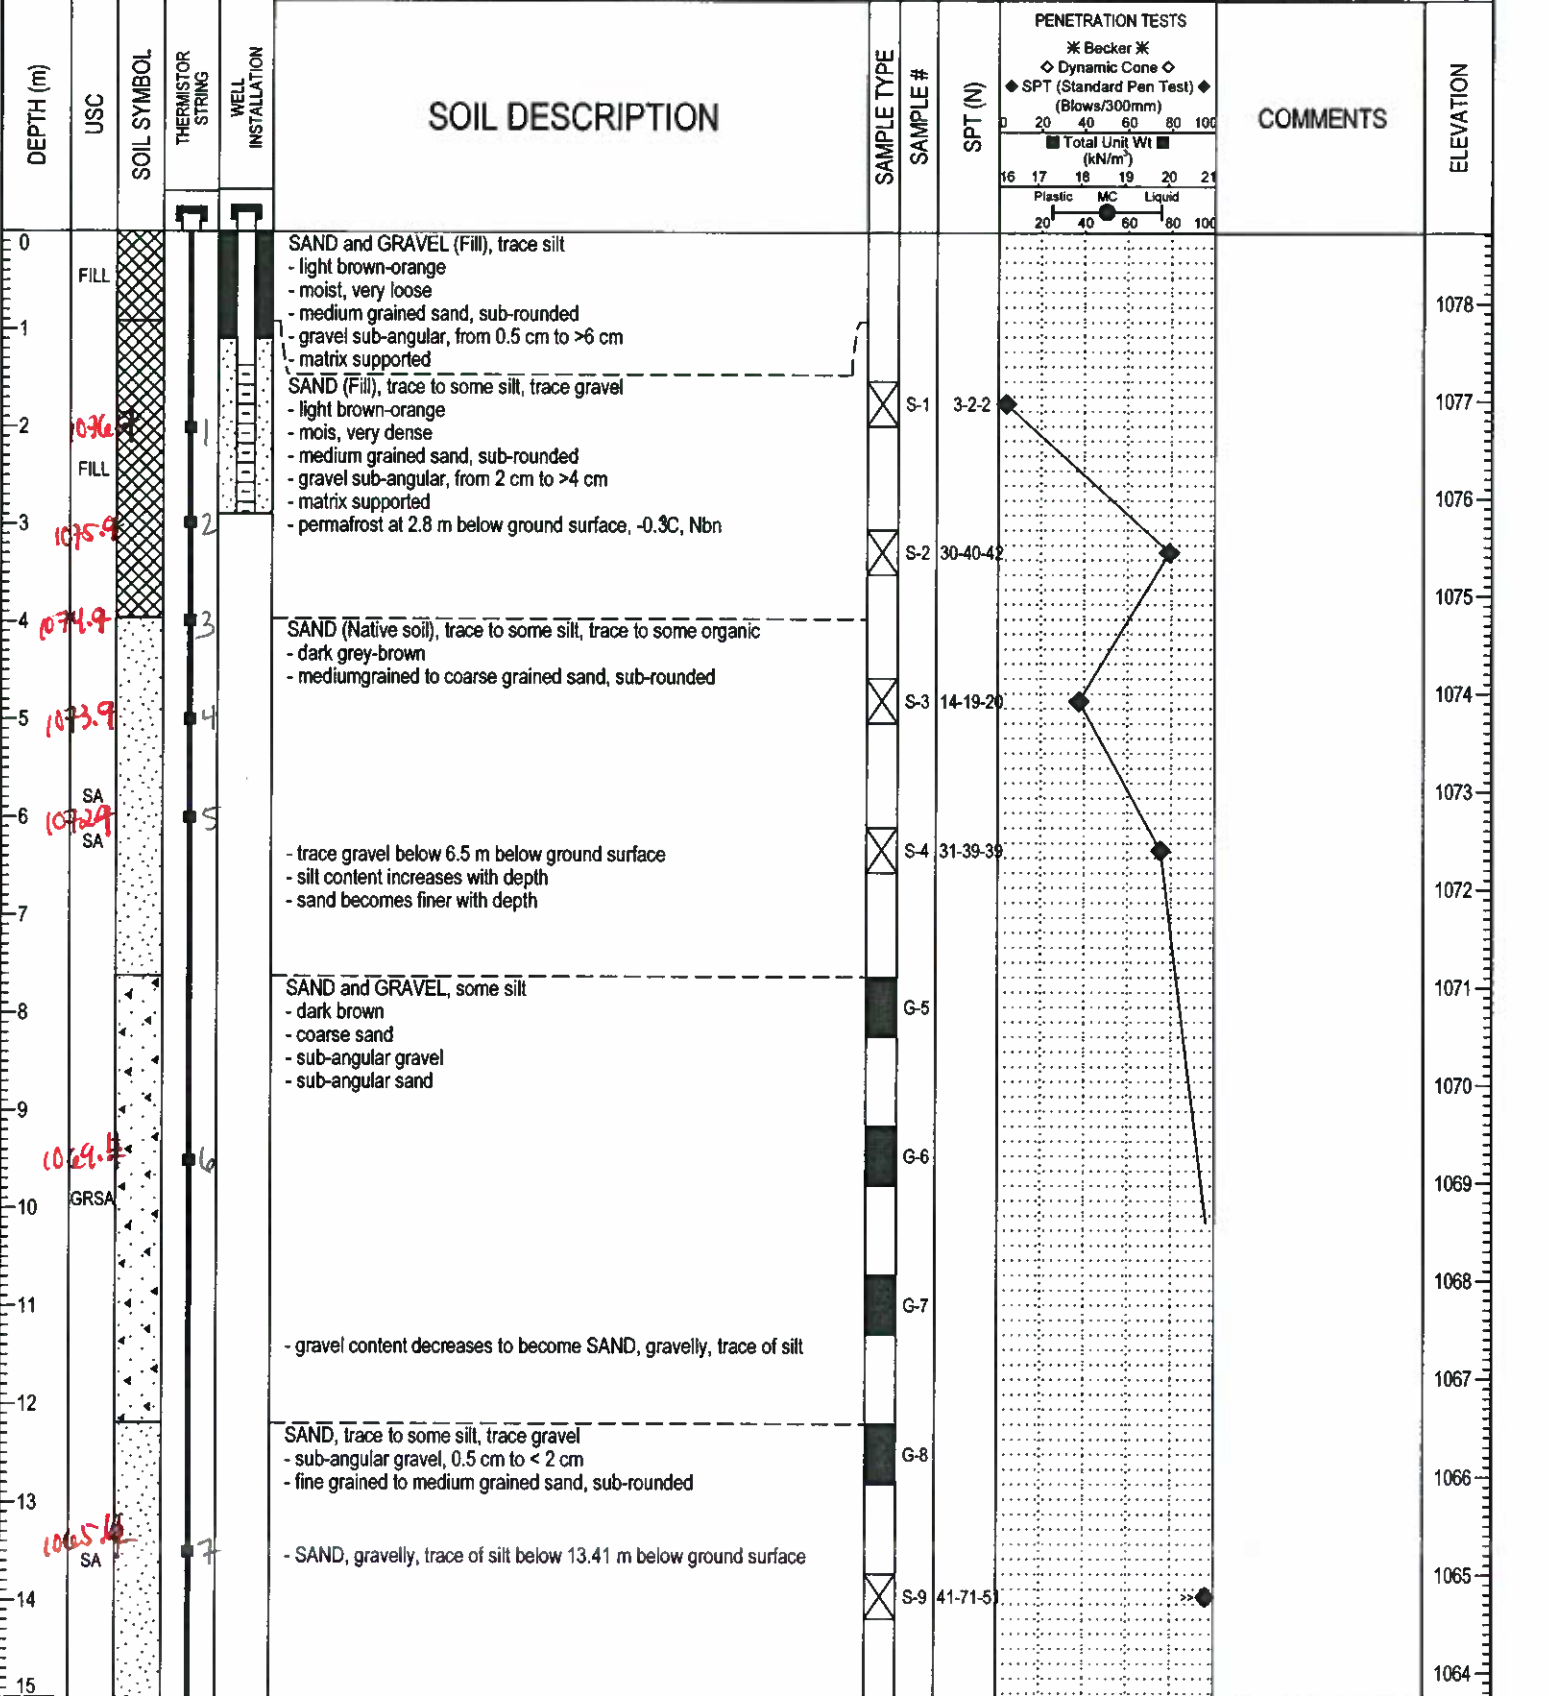 DEPTH (m)
USC
SOIL SYMBOL
THERMISTOR
STRING
WELL
INSTALLATION
SOIL DESCRIPTION
SAMPLE TYPE
SAMPLE #
SPT (N)
PENETRATION TESTS
✳ Becker ✳
◇ Dynamic Cone ◇
◆ SPT (Standard Pen Test) ◆
(Blows/300mm)
0 20 40 60 80 100
■ Total Unit Wt ■
(kN/m³)
16 17 18 19 20 21
Plastic MC Liquid
20 40 60 80 100
COMMENTS
ELEVATION
0
SAND and GRAVEL (Fill), trace silt
- light brown-orange
FILL
- moist, very loose
- medium grained sand, sub-rounded
1078
1
- gravel sub-angular, from 0.5 cm to >6 cm
- matrix supported
SAND (Fill), trace to some silt, trace gravel
- light brown-orange
S-1 3-2-2
1077
2
1
- mois, very dense
- medium grained sand, sub-rounded
FILL
- gravel sub-angular, from 2 cm to >4 cm
- matrix supported
1076
3
1075.9
2
- permafrost at 2.8 m below ground surface, -0.3C, Nbn
S-2 30-40-42
1075
4
1074.9
3
SAND (Native soil), trace to some silt, trace to some organic
- dark grey-brown
- mediumgrained to coarse grained sand, sub-rounded
S-3 14-19-20
1074
5
1073.9
4
SA
1073
6
1072.9
5
SA
- trace gravel below 6.5 m below ground surface
S-4 31-39-39
- silt content increases with depth
1072
- sand becomes finer with depth
7
SAND and GRAVEL, some silt
1071
8
- dark brown
G-5
- coarse sand
- sub-angular gravel
- sub-angular sand
1070
9
6
G-6
1069
GRSA
10
1068
11
G-7
- gravel content decreases to become SAND, gravelly, trace of silt
1067
12
SAND, trace to some silt, trace gravel
- sub-angular gravel, 0.5 cm to < 2 cm
G-8
- fine grained to medium grained sand, sub-rounded
1066
13
7
SA
- SAND, gravelly, trace of silt below 13.41 m below ground surface
1065
14
S-9 41-71-51
>>
1064
15